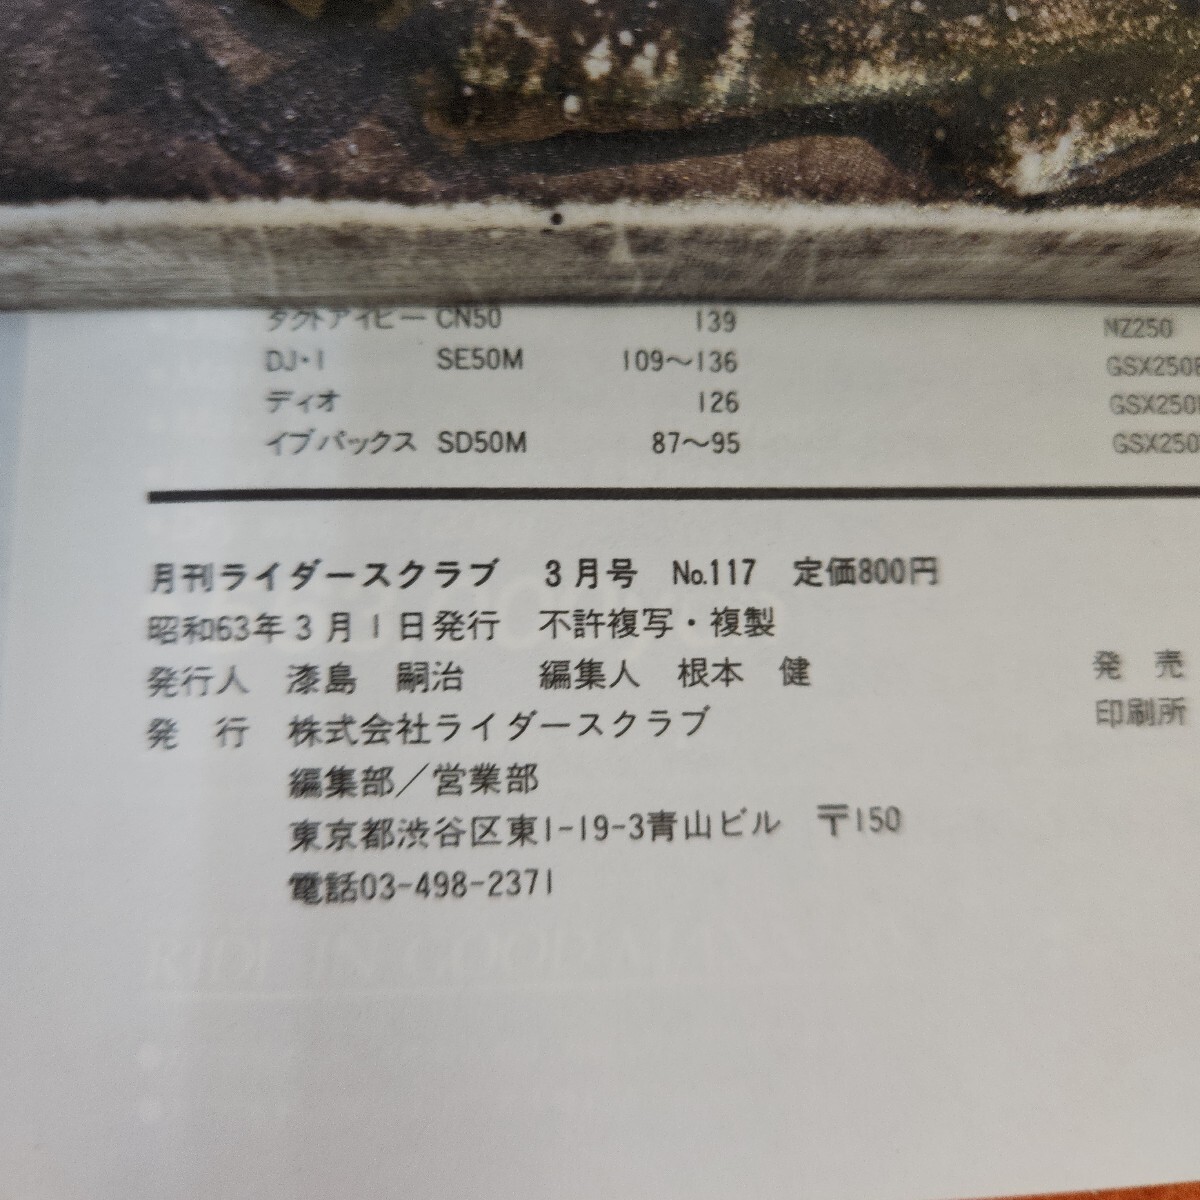 タクトアイビー CN50 139 NZ250
DJ・1 SE50M 109〜136 GSX250
ディオ 126 GSX250
イブパックス SD50M 87〜95 GSX250
月刊ライダースクラブ 3月号 No.117 定価800円
昭和63年3月1日発行 不許複写・複製
発行人 漆島 嗣治 編集人 根本 健 発 売
発 行 株式会社ライダースクラブ 印刷所
編集部／営業部
東京都渋谷区東1-19-3青山ビル 〒150
電話03-498-2371